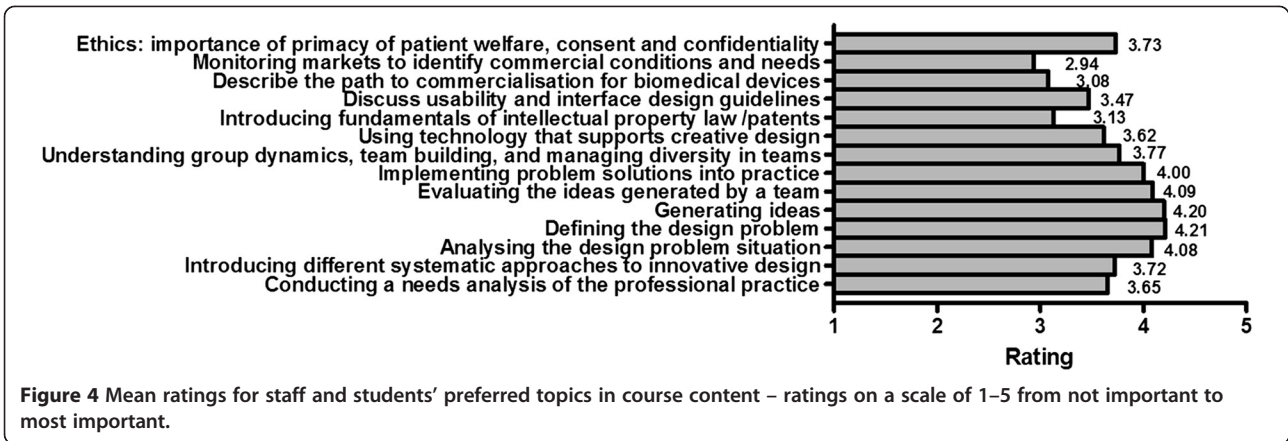 Ethics: importance of primacy of patient welfare, consent and confidentiality 3.73
Monitoring markets to identify commercial conditions and needs 2.94
Describe the path to commercialisation for biomedical devices 3.08
Discuss usability and interface design guidelines 3.47
Introducing fundamentals of intellectual property law /patents 3.13
Using technology that supports creative design 3.62
Understanding group dynamics, team building, and managing diversity in teams 3.77
Implementing problem solutions into practice 4.00
Evaluating the ideas generated by a team 4.09
Generating ideas 4.20
Defining the design problem 4.21
Analysing the design problem situation 4.08
Introducing different systematic approaches to innovative design 3.72
Conducting a needs analysis of the professional practice 3.65
1 2 3 4 5
Rating
Figure 4 Mean ratings for staff and students’ preferred topics in course content – ratings on a scale of 1–5 from not important to
most important.